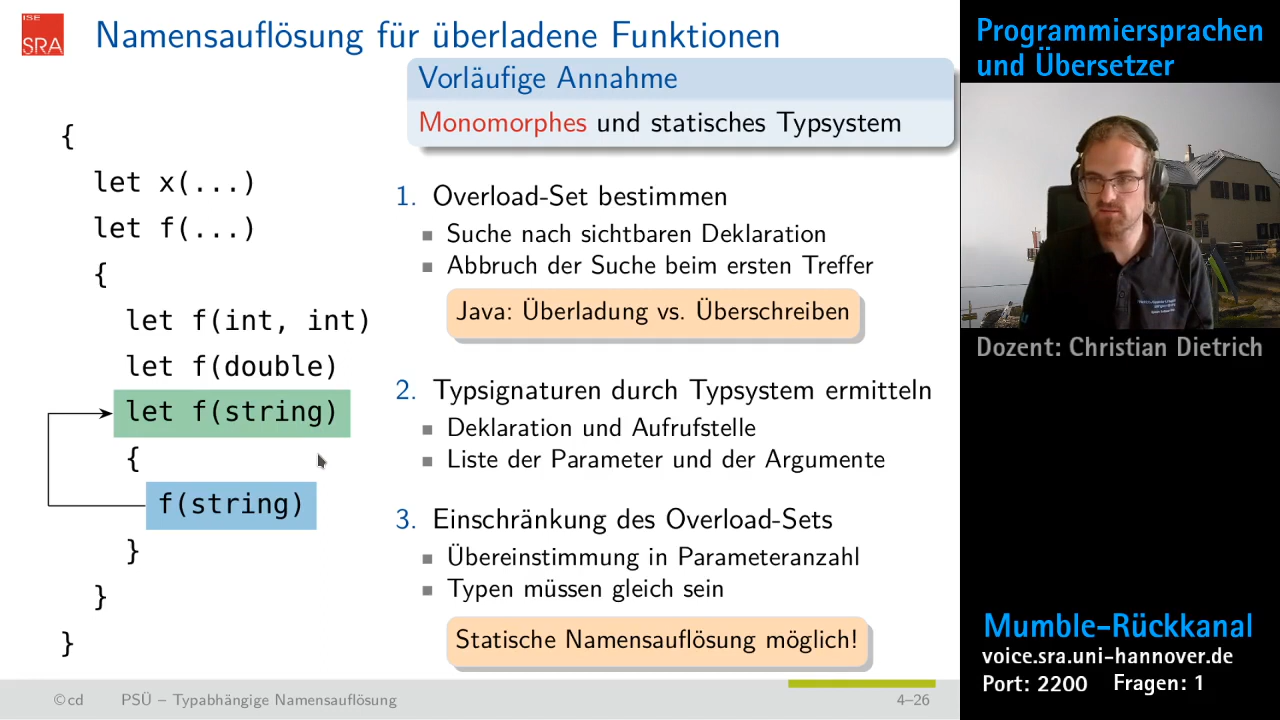 ISE
SRA
Namensauflösung für überladene Funktionen
Vorläufige Annahme
Monomorphes und statisches Typsystem
{
let x(...)
let f(...)
{
let f(int, int)
let f(double)
let f(string)
{
f(string)
}
}
}
1. Overload-Set bestimmen
Suche nach sichtbaren Deklaration
Abbruch der Suche beim ersten Treffer
Java: Überladung vs. Überschreiben
2. Typsignaturen durch Typsystem ermitteln
Deklaration und Aufrufstelle
Liste der Parameter und der Argumente
3. Einschränkung des Overload-Sets
Übereinstimmung in Parameteranzahl
Typen müssen gleich sein
Statische Namensauflösung möglich!
©cd PSÜ – Typabhängige Namensauflösung 4–26
Programmiersprachen
und Übersetzer
Dozent: Christian Dietrich
Mumble-Rückkanal
voice.sra.uni-hannover.de
Port: 2200 Fragen: 1